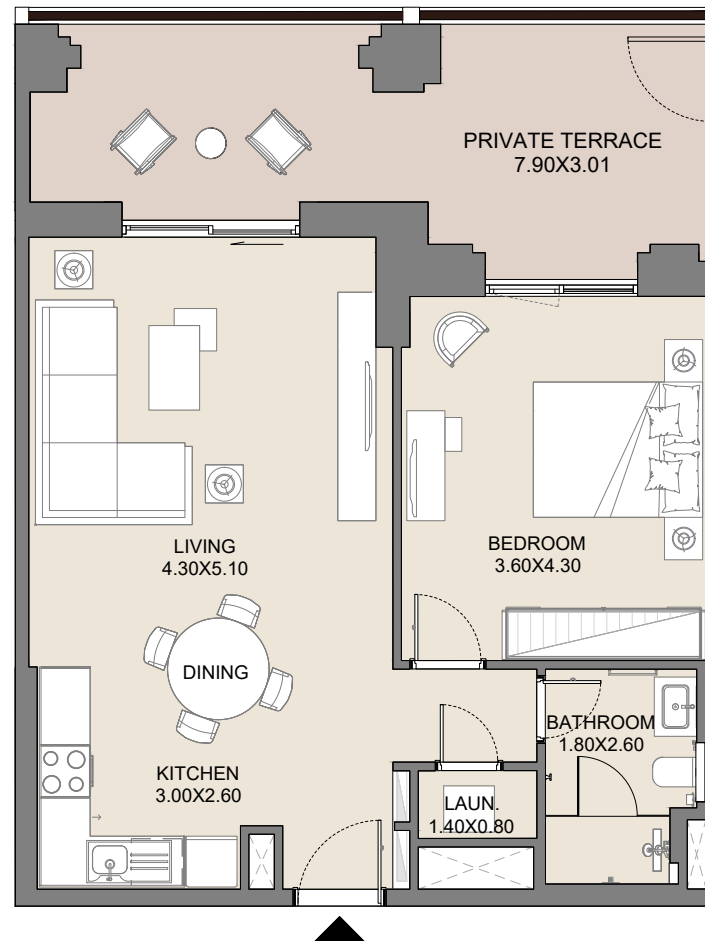 PRIVATE TERRACE
7.90X3.01
LIVING
4.30X5.10
BEDROOM
3.60X4.30
DINING
BATHROOM
1.80X2.60
KITCHEN
3.00X2.60
LAUN.
1.40X0.80